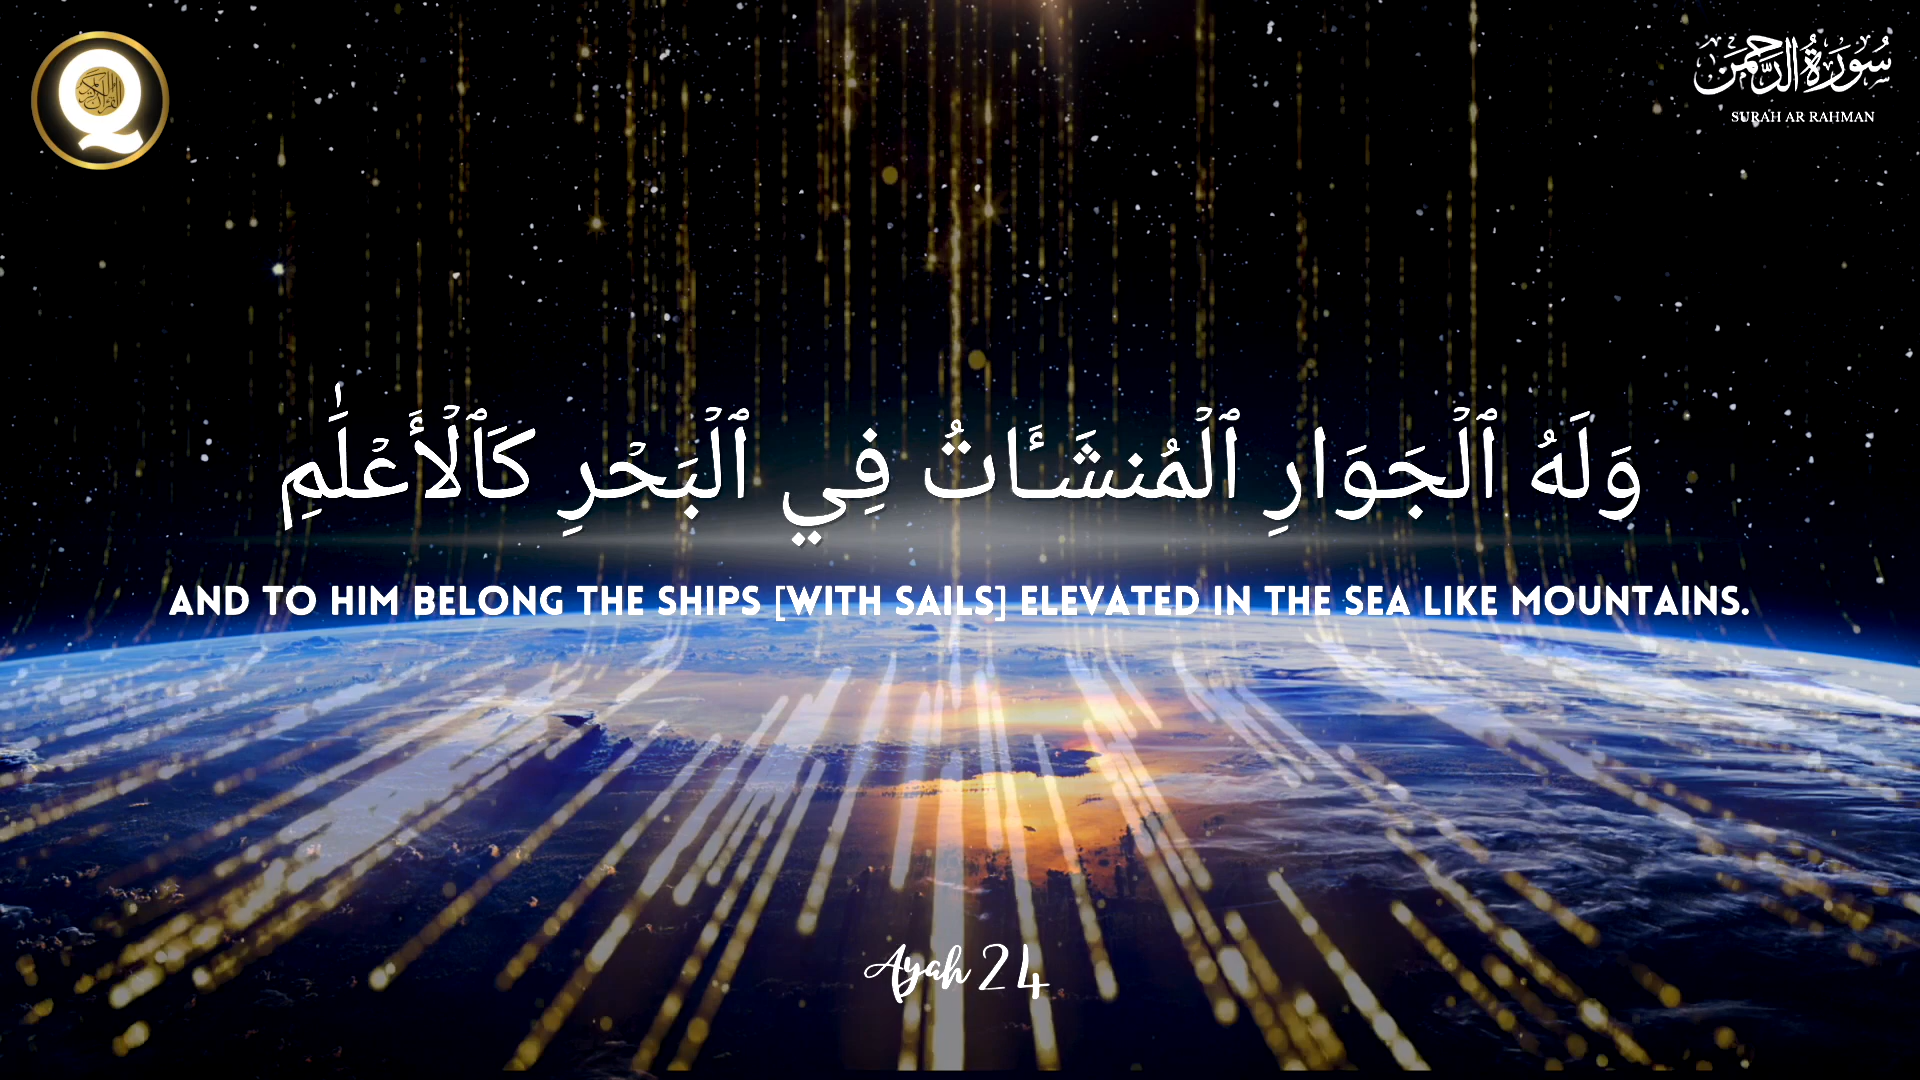 سُورَةُ الرَّحْمَن
SURAH AR RAHMAN
وَلَهُ ٱلْجَوَارِ ٱلْمُنشَـَٔاتُ فِي ٱلْبَحْرِ كَٱلْأَعْلَٰمِ
AND TO HIM BELONG THE SHIPS [WITH SAILS] ELEVATED IN THE SEA LIKE MOUNTAINS.
Ayah 24